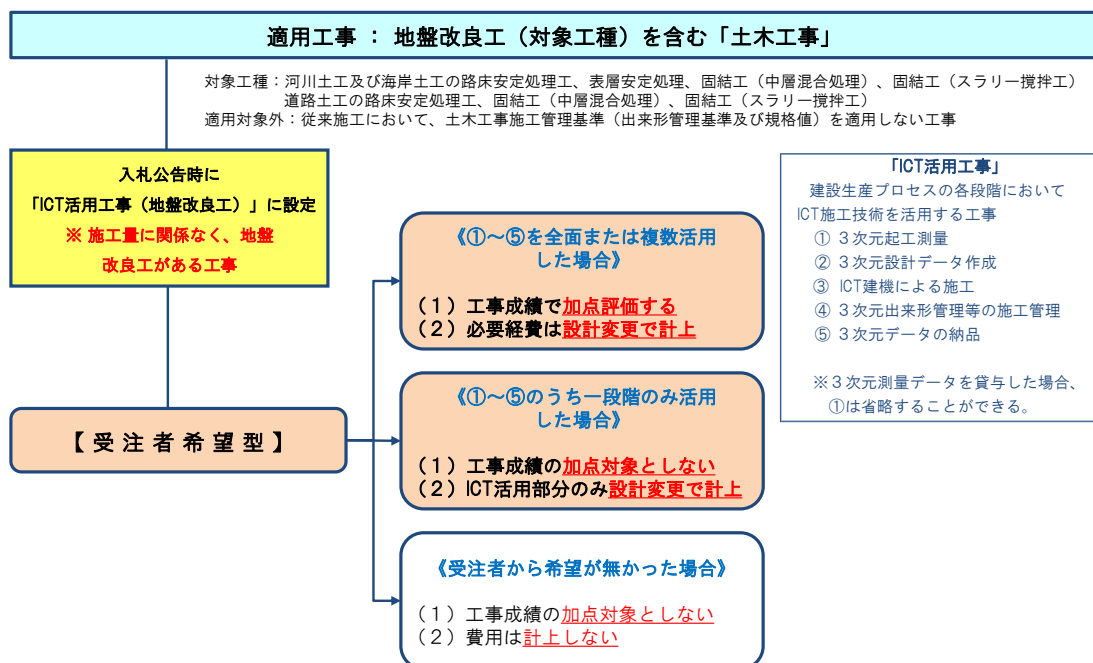 適用工事 ： 地盤改良工（対象工種）を含む「土木工事」
対象工種：河川土工及び海岸土工の路床安定処理工、表層安定処理、固結工（中層混合処理）、固結工（スラリー撹拌工）
道路土工の路床安定処理工、固結工（中層混合処理）、固結工（スラリー撹拌工）
適用対象外：従来施工において、土木工事施工管理基準（出来形管理基準及び規格値）を適用しない工事
入札公告時に
「ICT活用工事（地盤改良工）」に設定
※ 施工量に関係なく、地盤
改良工がある工事
【 受 注 者 希 望 型 】
《①～⑤を全面または複数活用
した場合》
（１）工事成績で加点評価する
（２）必要経費は設計変更で計上
《①～⑤のうち一段階のみ活用
した場合》
（１）工事成績の加点対象としない
（２）ICT活用部分のみ設計変更で計上
《受注者から希望が無かった場合》
（１）工事成績の加点対象としない
（２）費用は計上しない
「ICT活用工事」
建設生産プロセスの各段階において
ICT施工技術を活用する工事
① ３次元起工測量
② ３次元設計データ作成
③ ICT建機による施工
④ ３次元出来形管理等の施工管理
⑤ ３次元データの納品
※３次元測量データを貸与した場合、
①は省略することができる。